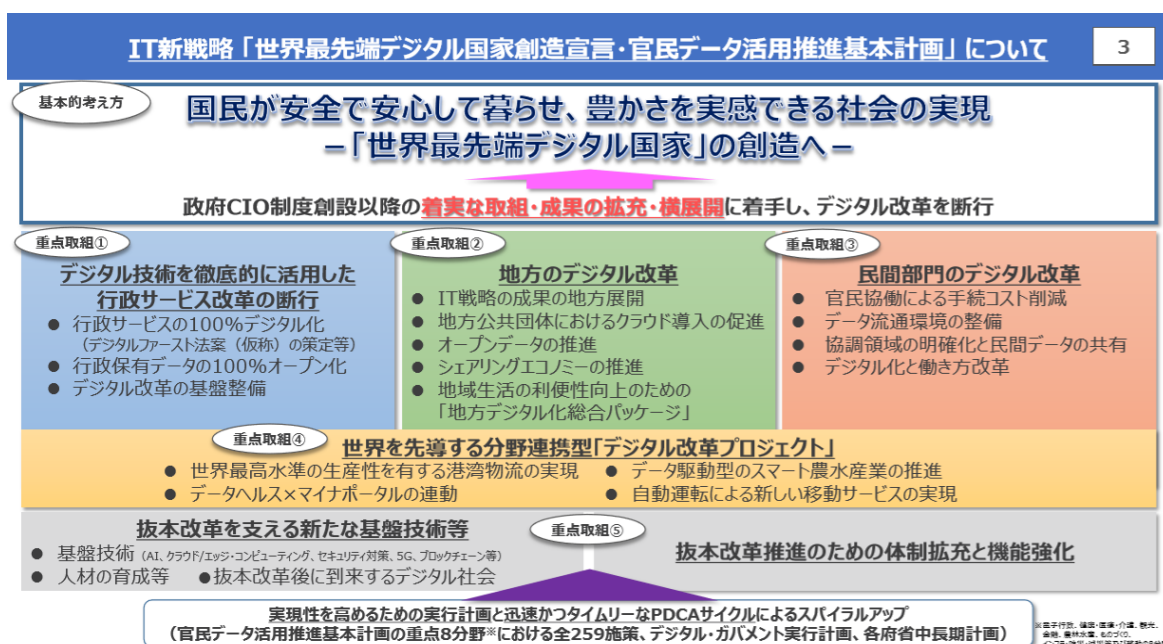 IT新戦略「世界最先端デジタル国家創造宣言・官民データ活用推進基本計画」について
3
基本的考え方
国民が安全で安心して暮らせ、豊かさを実感できる社会の実現
－「世界最先端デジタル国家」の創造へ－
政府CIO制度創設以降の着実な取組・成果の拡充・横展開に着手し、デジタル改革を断行
重点取組①
デジタル技術を徹底的に活用した
行政サービス改革の断行
● 行政サービスの100%デジタル化
（デジタルファースト法案（仮称）の策定等）
● 行政保有データの100%オープン化
● デジタル改革の基盤整備
重点取組②
地方のデジタル改革
● IT戦略の成果の地方展開
● 地方公共団体におけるクラウド導入の促進
● オープンデータの推進
● シェアリングエコノミーの推進
● 地域生活の利便性向上のための
「地方デジタル化総合パッケージ」
重点取組③
民間部門のデジタル改革
● 官民協働による手続コスト削減
● データ流通環境の整備
● 協調領域の明確化と民間データの共有
● デジタル化と働き方改革
重点取組④
世界を先導する分野連携型「デジタル改革プロジェクト」
● 世界最高水準の生産性を有する港湾物流の実現
● データ駆動型のスマート農水産業の推進
● データヘルス×マイナポータルの連動
● 自動運転による新しい移動サービスの実現
重点取組⑤
抜本改革を支える新たな基盤技術等
● 基盤技術（AI、クラウド/エッジ・コンピューティング、セキュリティ対策、5G、ブロックチェーン等）
● 人材の育成等 ●抜本改革後に到来するデジタル社会
抜本改革推進のための体制拡充と機能強化
実現性を高めるための実行計画と迅速かつタイムリーなPDCAサイクルによるスパイラルアップ
（官民データ活用推進基本計画の重点8分野※における全259施策、デジタル・ガバメント実行計画、各府省中長期計画）
※電子行政、健康・医療・介護、観光、
金融、農林水産、ものづくり、